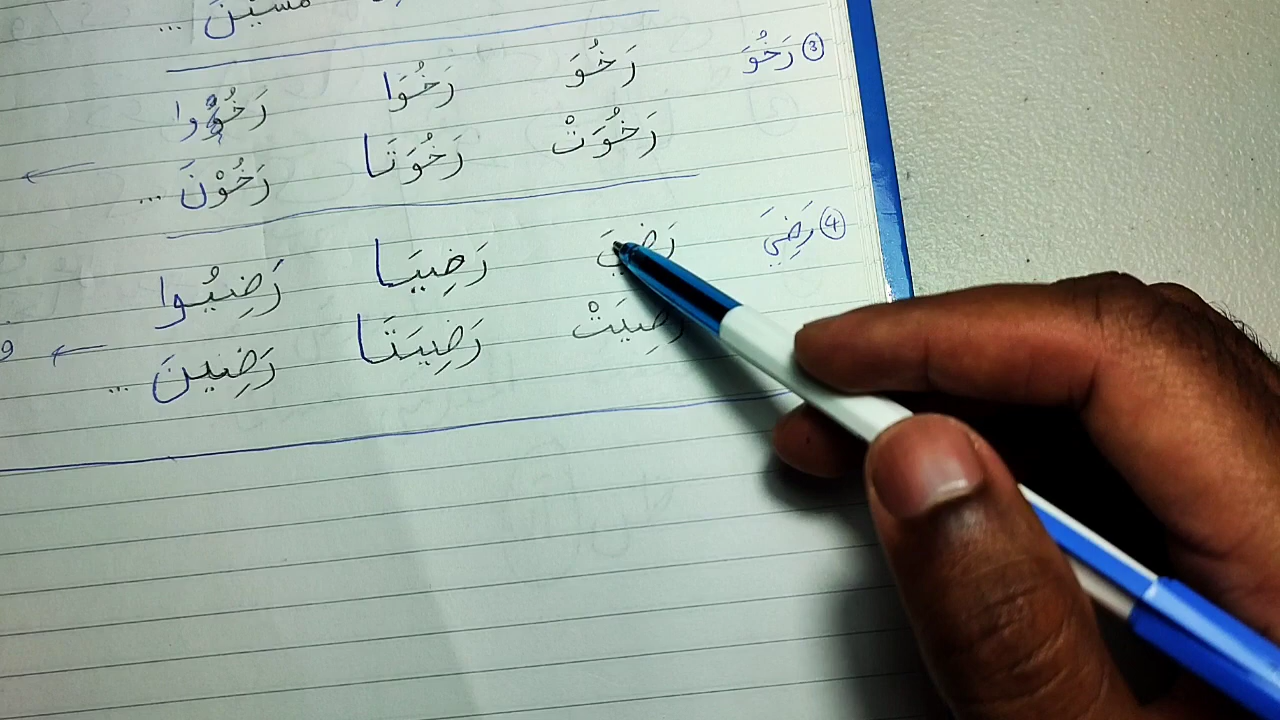 مَشَيْنَ ...
③ رَخُوَ رَخُوَ رَخُوَا رَخُوْوا
رَخُوَتْ رَخُوَتَا رَخُوْنَ ...
④ رَضِيَ رَضِيَ رَضِيَا رَضِيُوا
رَضِيَتْ رَضِيَتَا رَضِينَ ...